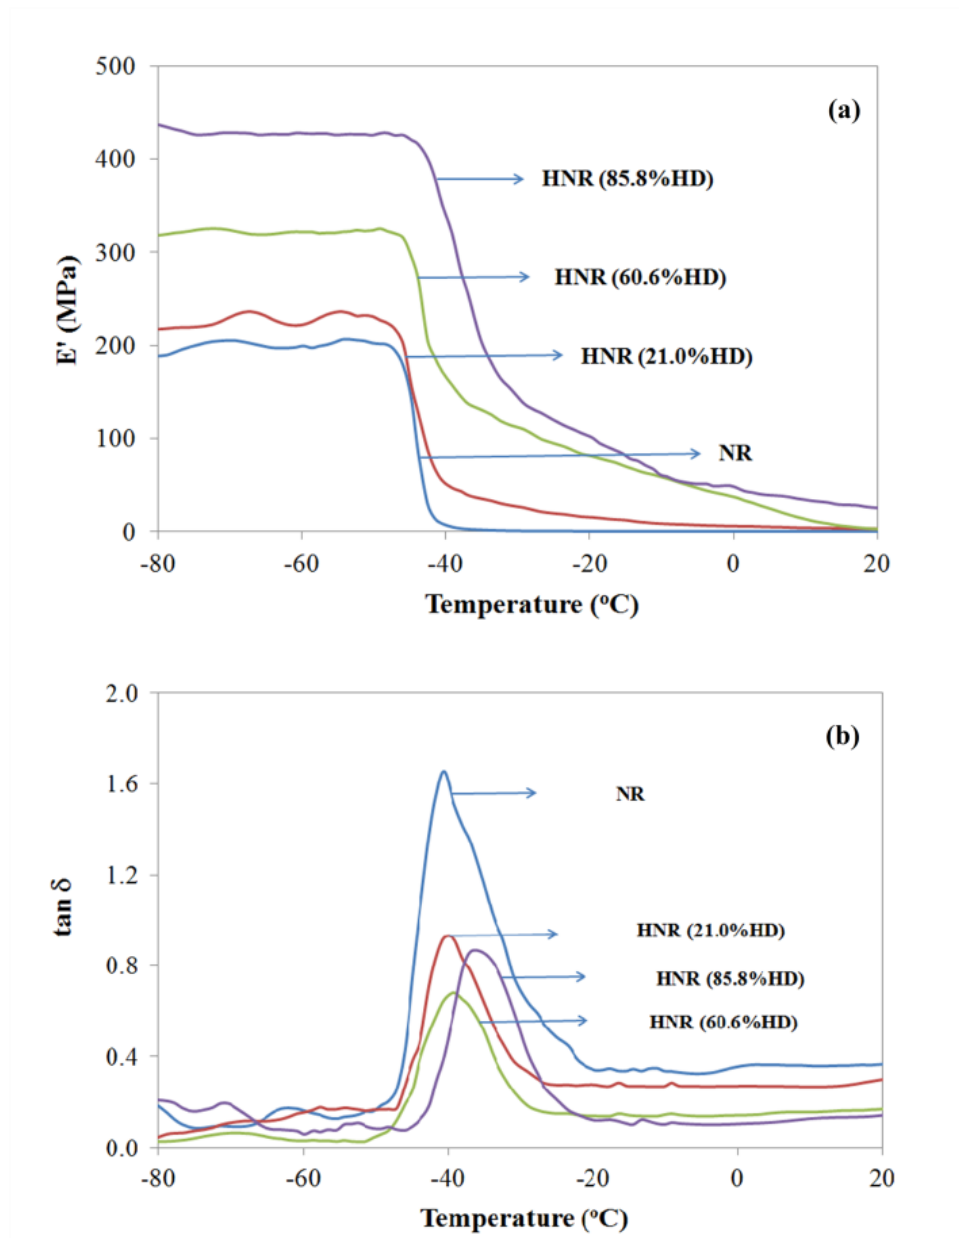 500
(a)
400
HNR (85.8%HD)
300
HNR (60.6%HD)
E' (MPa)
200
HNR (21.0%HD)
100
NR
0
-80 -60 -40 -20 0 20
Temperature (°C)
2.0
(b)
1.6
NR
1.2
tan δ
HNR (21.0%HD)
0.8
HNR (85.8%HD)
HNR (60.6%HD)
0.4
0.0
-80 -60 -40 -20 0 20
Temperature (°C)